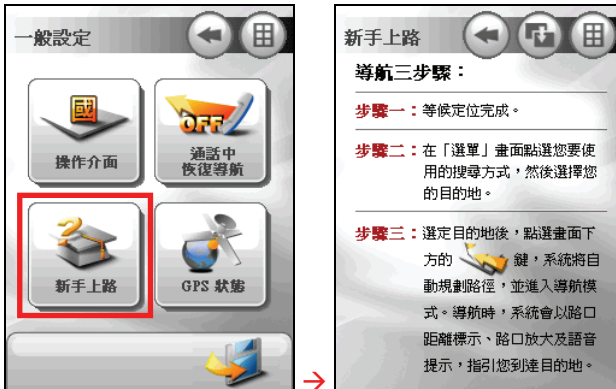 一般設定
國
操作介面
OFF
通話中
恢復導航
新手上路
GPS 狀態
→
新手上路
導航三步驟：
步驟一：等候定位完成。
步驟二：在「選單」畫面點選您要使
用的搜尋方式，然後選擇您
的目的地。
步驟三：選定目的地後，點選畫面下
方的 鍵，系統將自
動規劃路徑，並進入導航模
式。導航時，系統會以路口
距離標示、路口放大及語音
提示，指引您到達目的地。